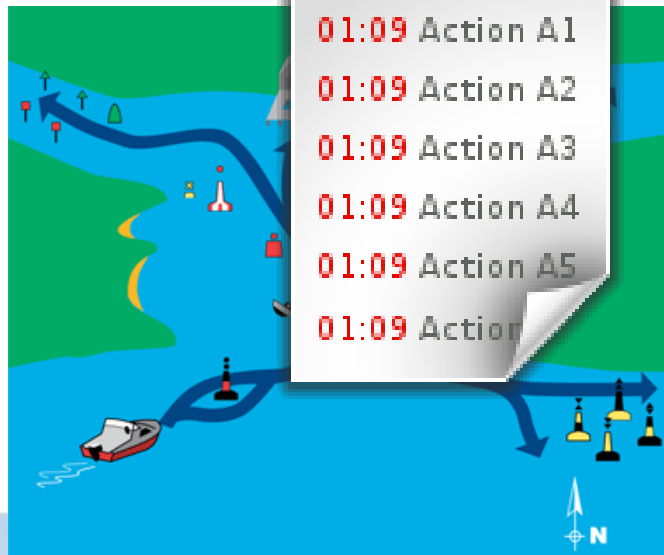 01:09 Action A1
01:09 Action A2
01:09 Action A3
01:09 Action A4
01:09 Action A5
01:09 Action
N